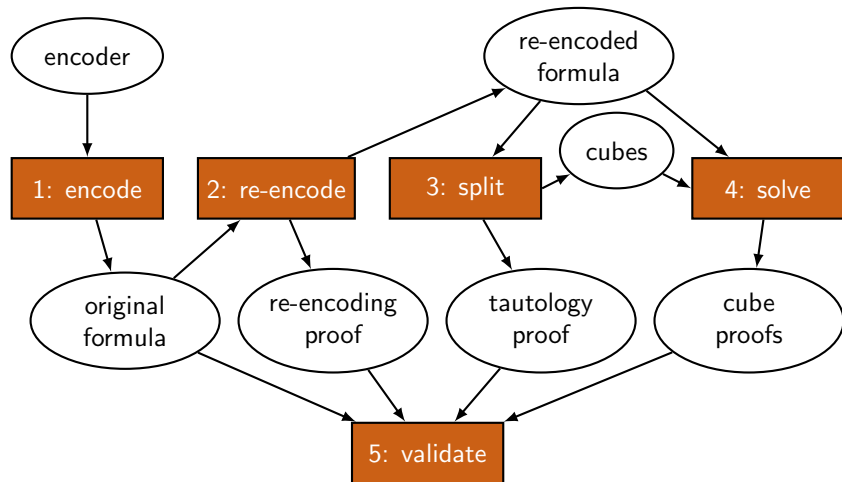 encoder
re-encoded
formula
cubes
1: encode
2: re-encode
3: split
4: solve
original
formula
re-encoding
proof
tautology
proof
cube
proofs
5: validate